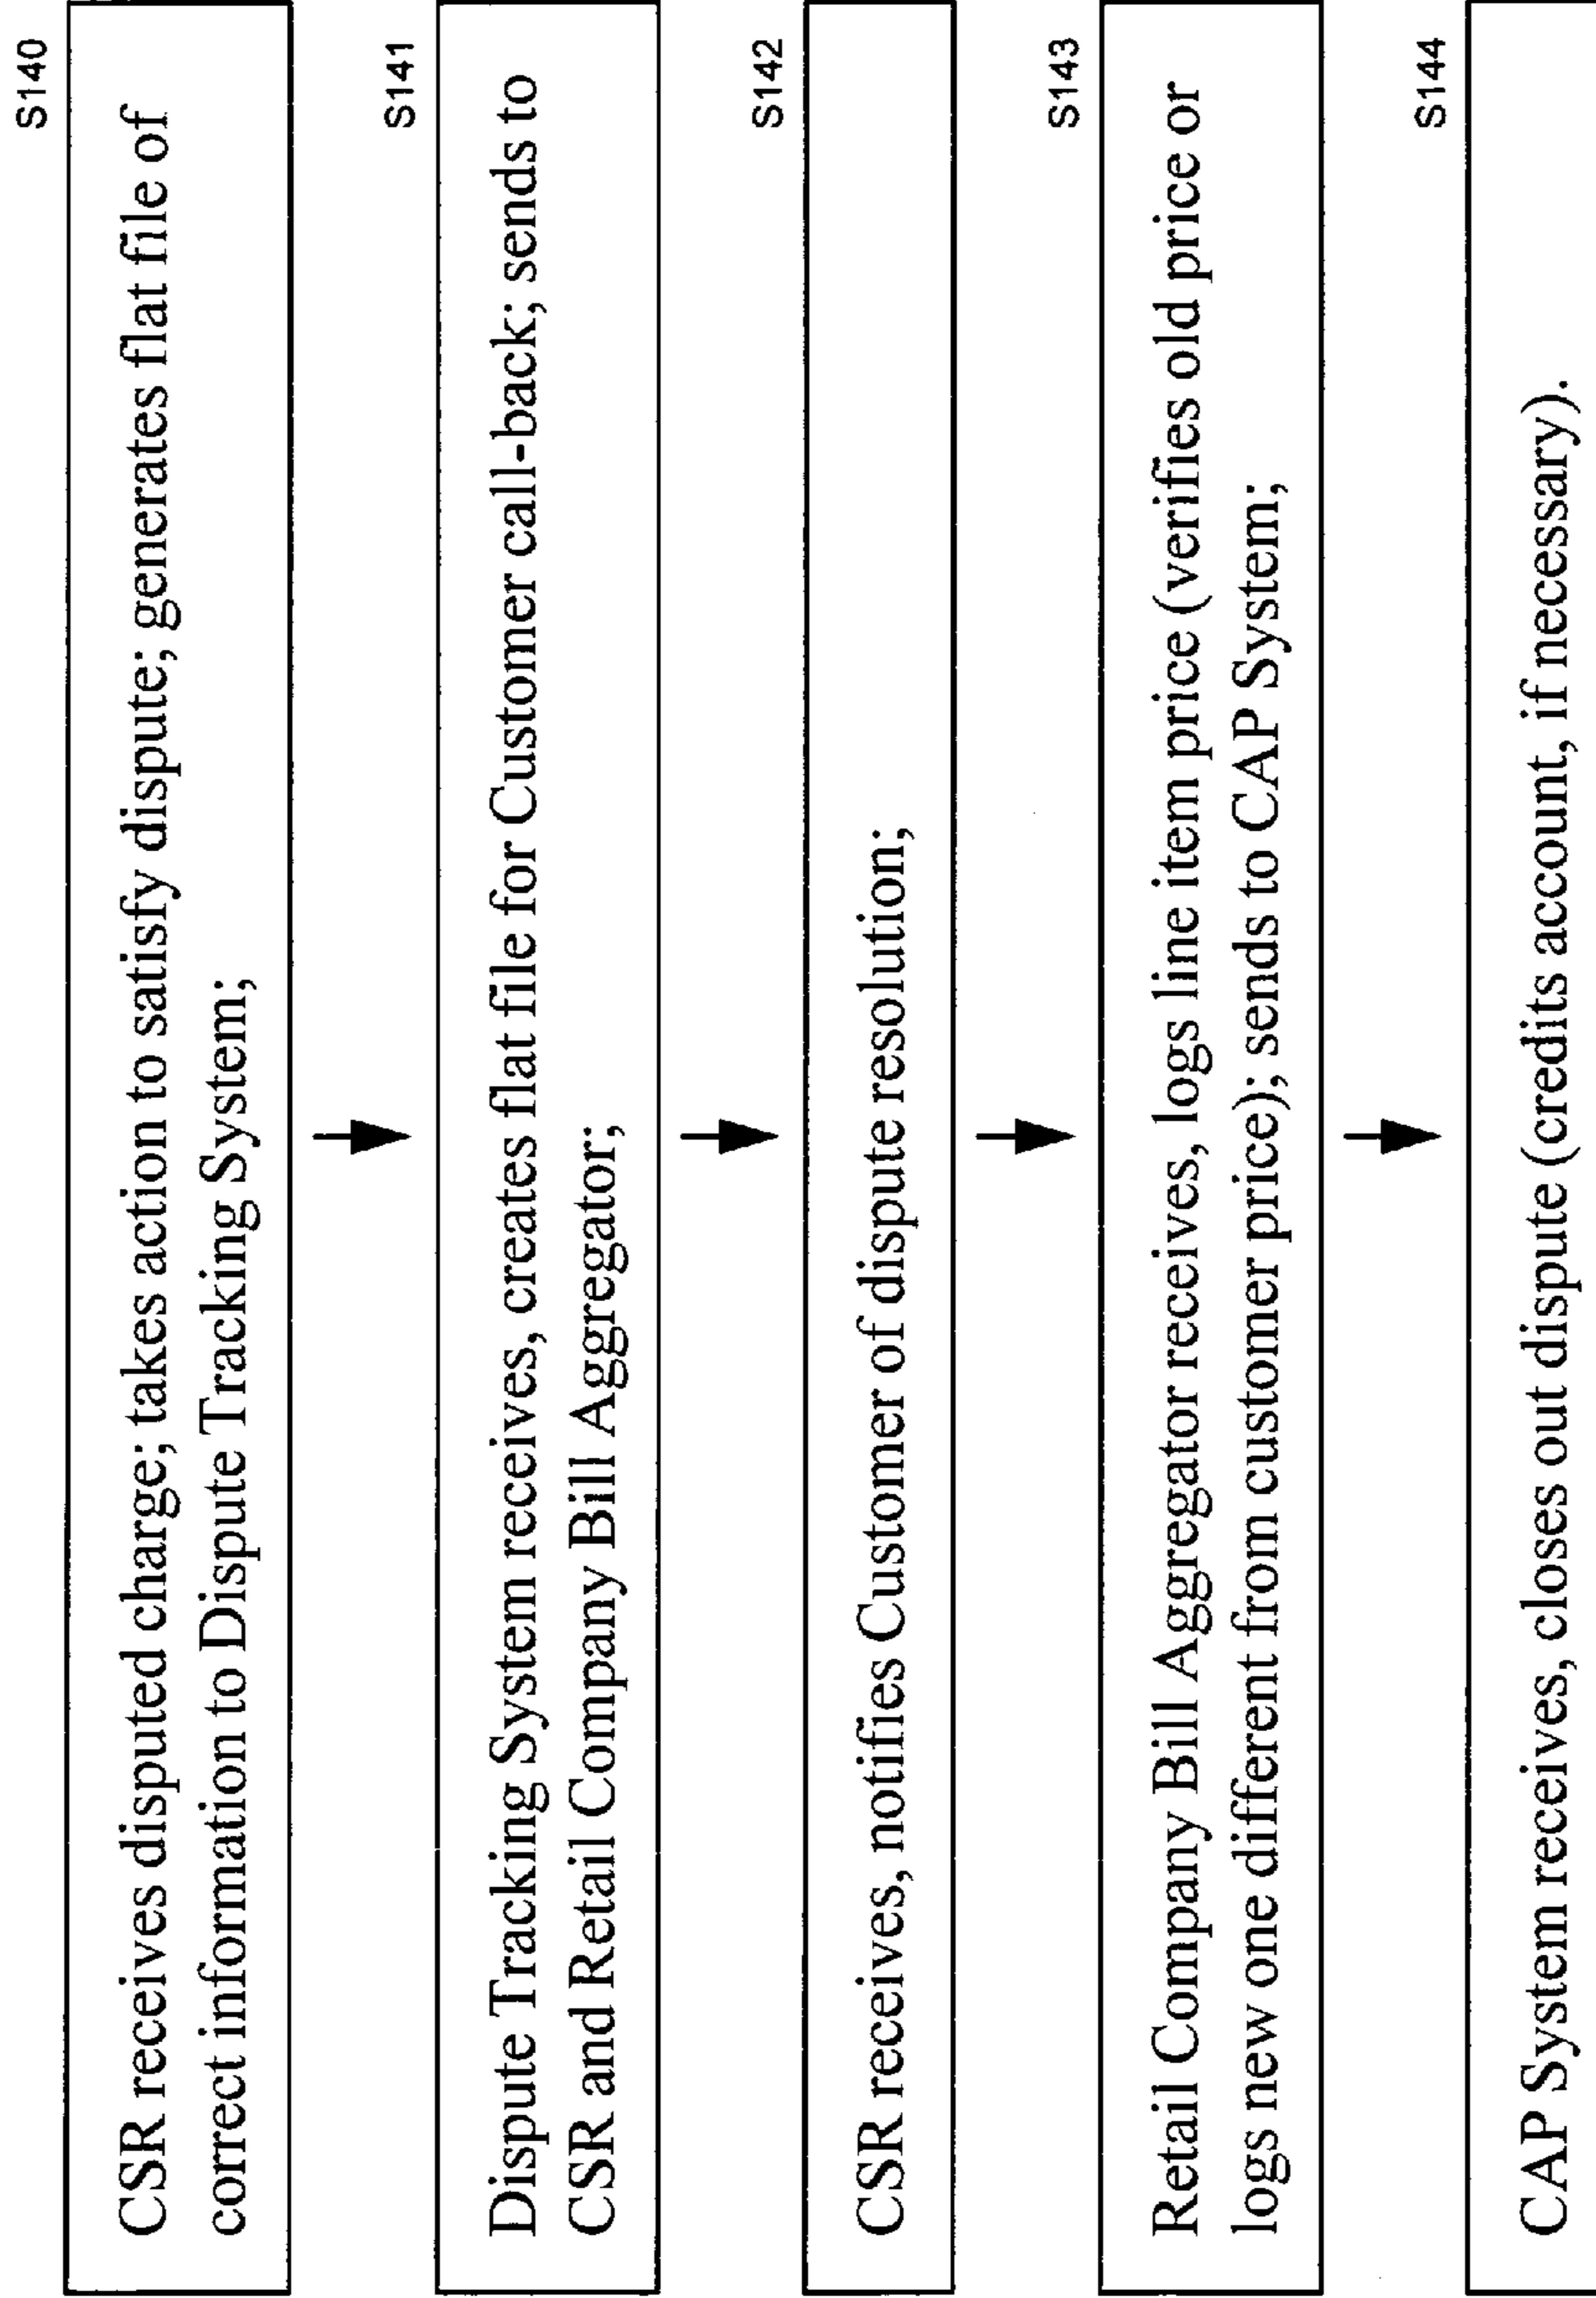 S140
CSR receives disputed charge; takes action to satisfy dispute; generates flat file of
correct information to Dispute Tracking System;
S141
Dispute Tracking System receives, creates flat file for Customer call-back; sends to
CSR and Retail Company Bill Aggregator;
S142
CSR receives, notifies Customer of dispute resolution;
S143
Retail Company Bill Aggregator receives, logs line item price (verifies old price or
logs new one different from customer price); sends to CAP System;
S144
CAP System receives, closes out dispute (credits account, if necessary).